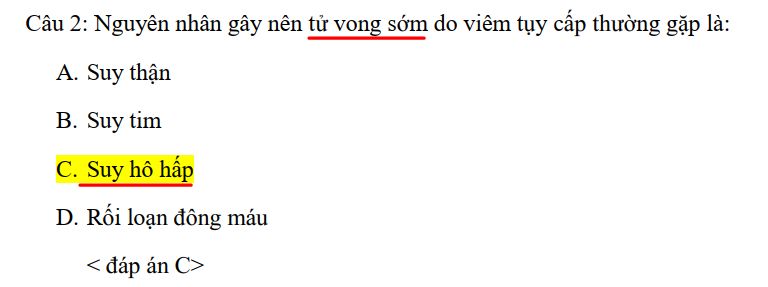 Câu 2: Nguyên nhân gây nên tử vong sớm do viêm tụy cấp thường gặp là:
A. Suy thận
B. Suy tim
C. Suy hô hấp
D. Rối loạn đông máu
< đáp án C>